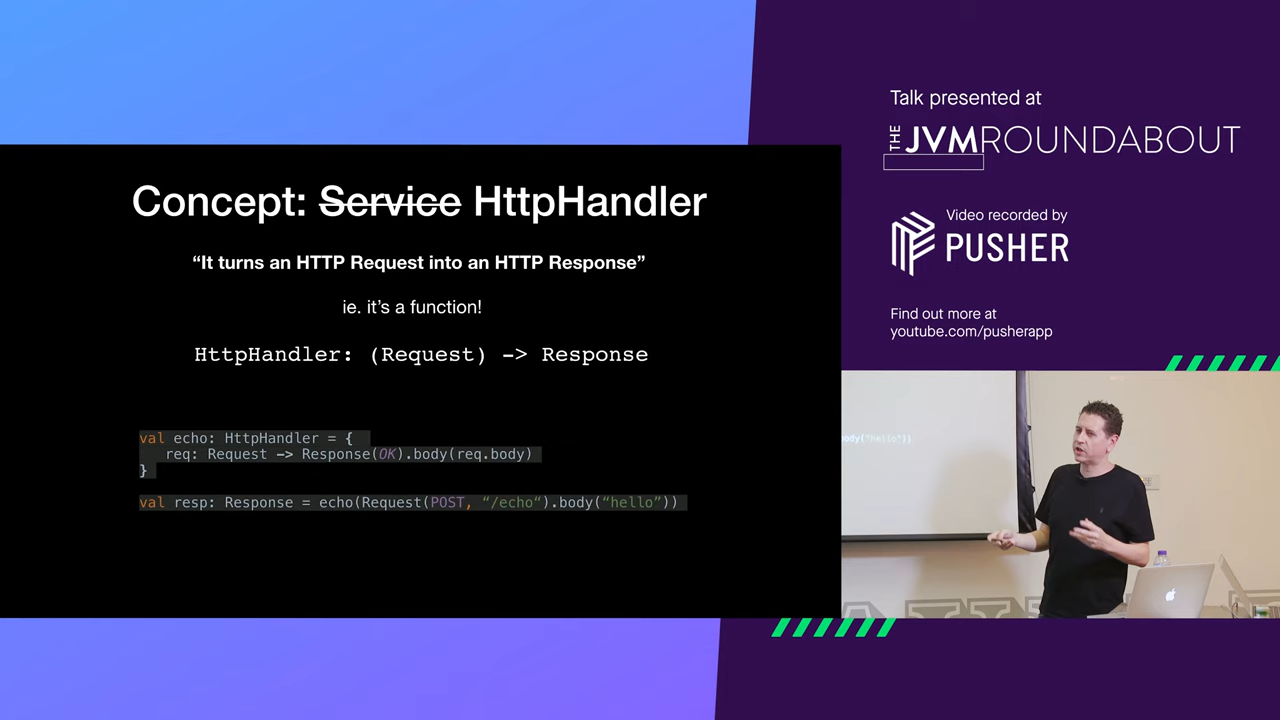 Concept: Service HttpHandler
“It turns an HTTP Request into an HTTP Response”
ie. it’s a function!
HttpHandler: (Request) -> Response
val echo: HttpHandler = {
req: Request -> Response(OK).body(req.body)
}
val resp: Response = echo(Request(POST, “/echo“).body(“hello”))
Talk presented at
THE JVMROUNDABOUT
Video recorded by
PUSHER
Find out more at
youtube.com/pusherapp
body("hello"))